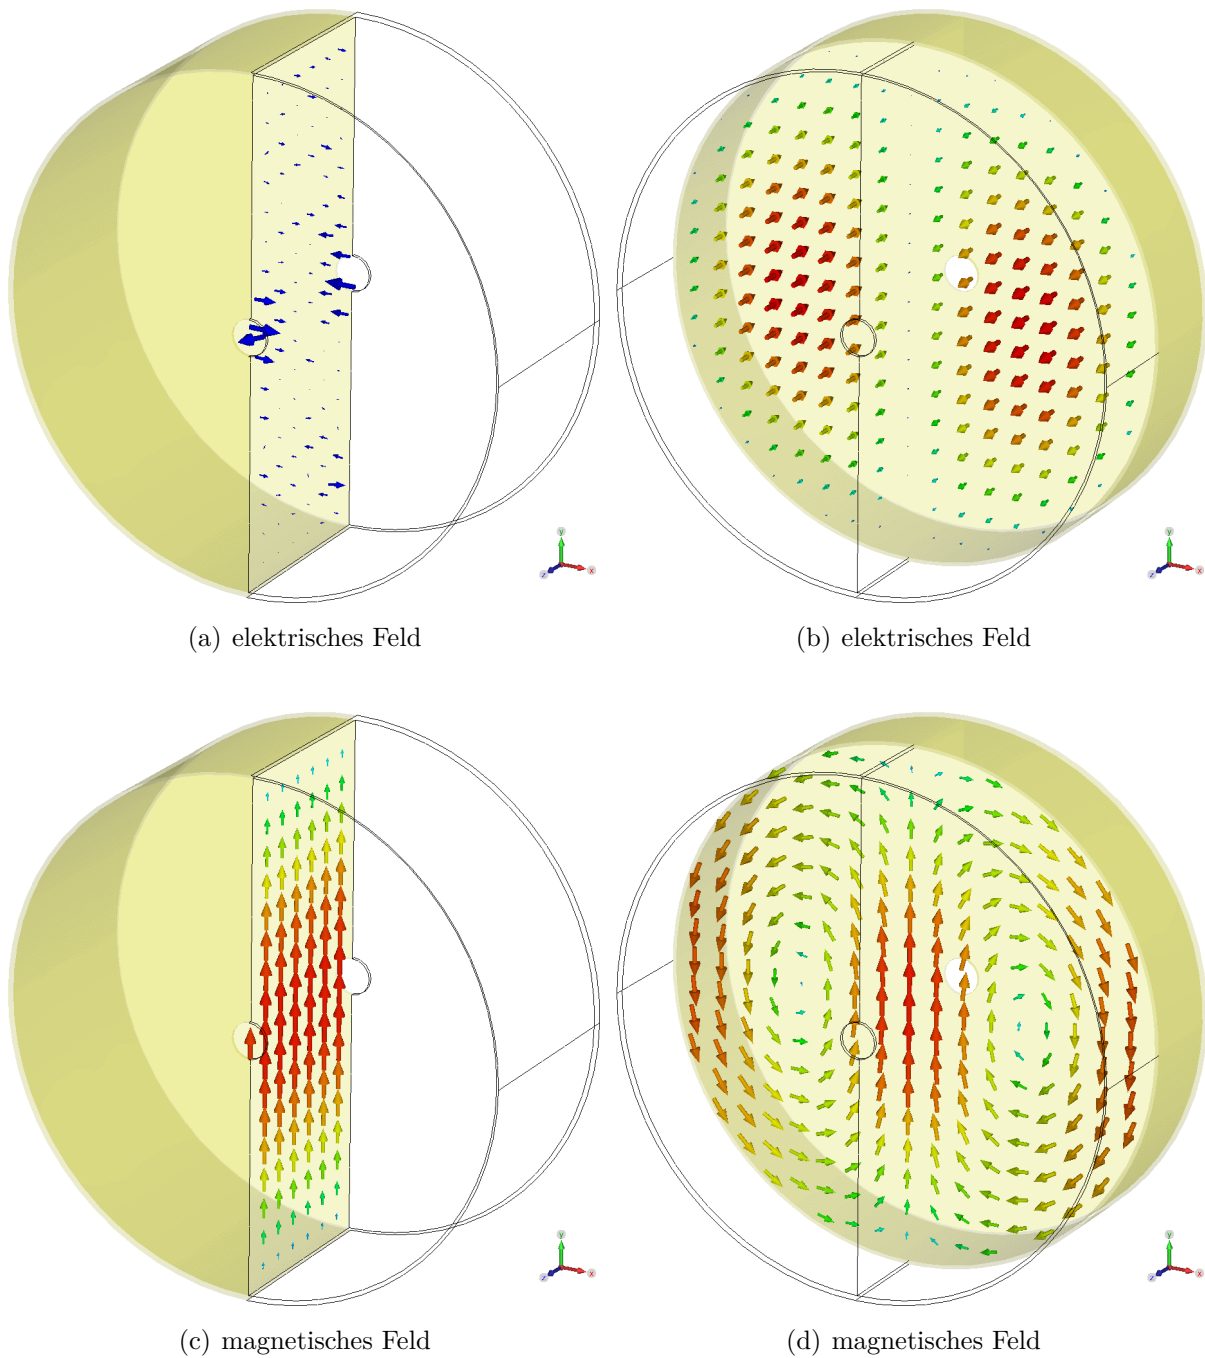 y
x
z
y
x
z
(a) elektrisches Feld
(b) elektrisches Feld
y
x
z
y
x
z
(c) magnetisches Feld
(d) magnetisches Feld